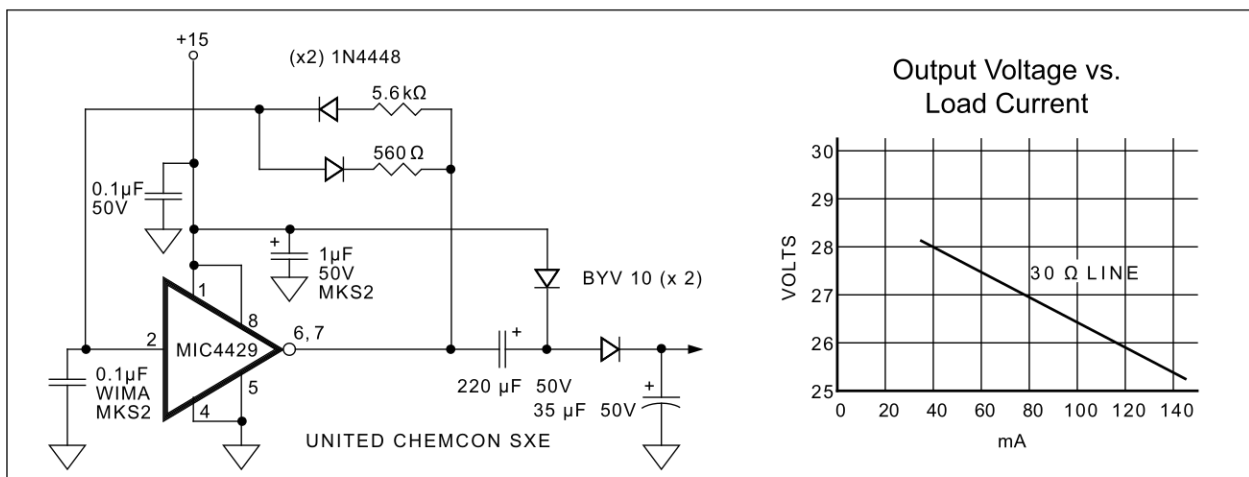 +15
(x2) 1N4448
5.6kΩ
560 Ω
0.1µF
50V
+
1µF
50V
MKS2
BYV 10 (x 2)
1
8
6, 7
2
MIC4429
+
0.1µF
WIMA
MKS2
5
4
220 µF 50V
+
35 µF 50V
UNITED CHEMCON SXE
Output Voltage vs.
Load Current
30
29
28
27
26
25
VOLTS
30 Ω LINE
0 20 40 60 80 100 120 140
mA